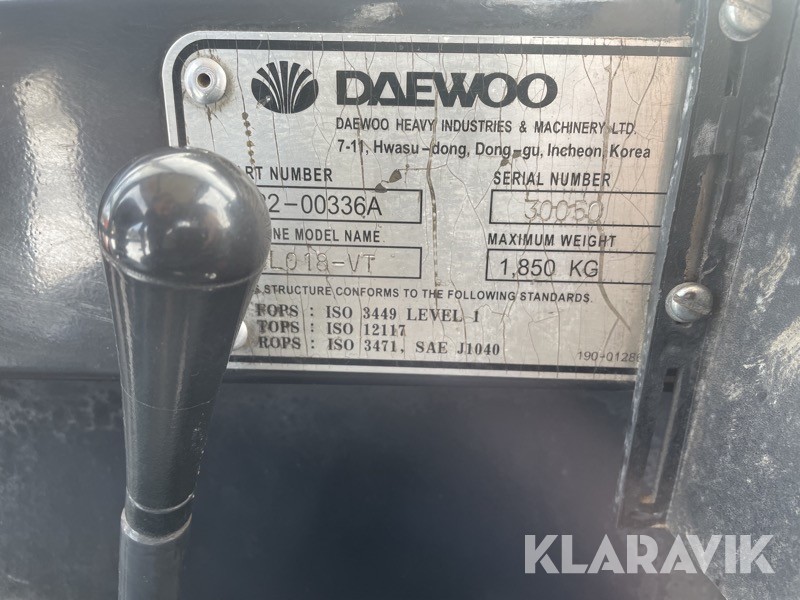 DAEWOO
DAEWOO HEAVY INDUSTRIES & MACHINERY LTD.
7-11, Hwasu-dong, Dong-gu, Incheon, Korea
RT NUMBER
SERIAL NUMBER
2-00336A
30050
NE MODEL NAME
MAXIMUM WEIGHT
L018-VT
1,850 KG
S STRUCTURE CONFORMS TO THE FOLLOWING STANDARDS.
FOPS : ISO 3449 LEVEL 1
TOPS : ISO 12117
ROPS : ISO 3471, SAE J1040
KLARAVIK